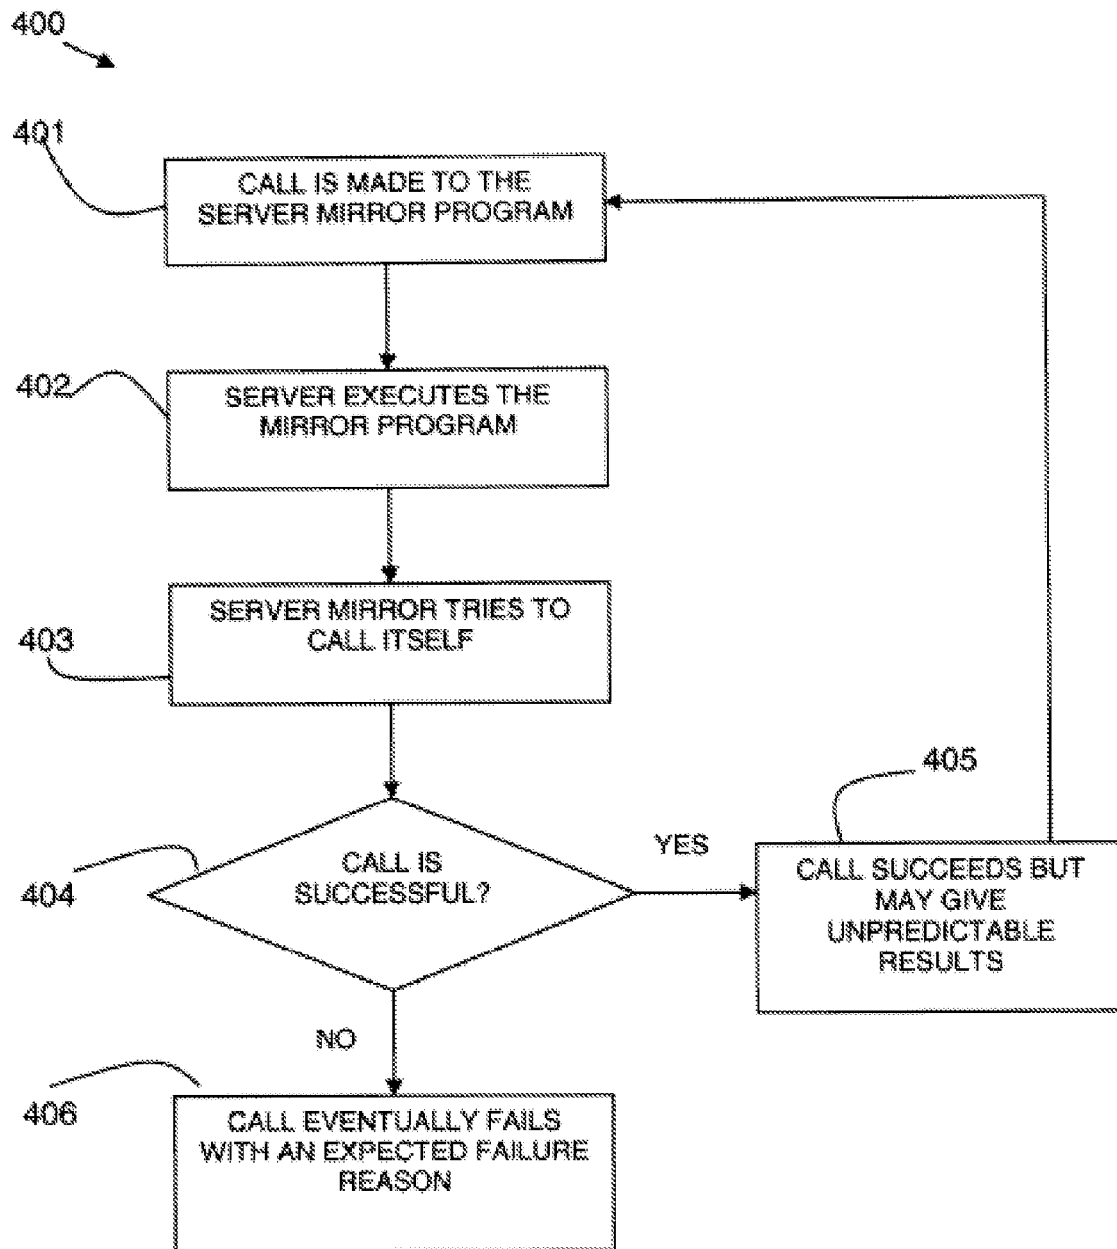 400
401
CALL IS MADE TO THE
SERVER MIRROR PROGRAM
402
SERVER EXECUTES THE
MIRROR PROGRAM
403
SERVER MIRROR TRIES TO
CALL ITSELF
404
CALL IS
SUCCESSFUL?
YES
405
CALL SUCCEEDS BUT
MAY GIVE
UNPREDICTABLE
RESULTS
NO
406
CALL EVENTUALLY FAILS
WITH AN EXPECTED FAILURE
REASON